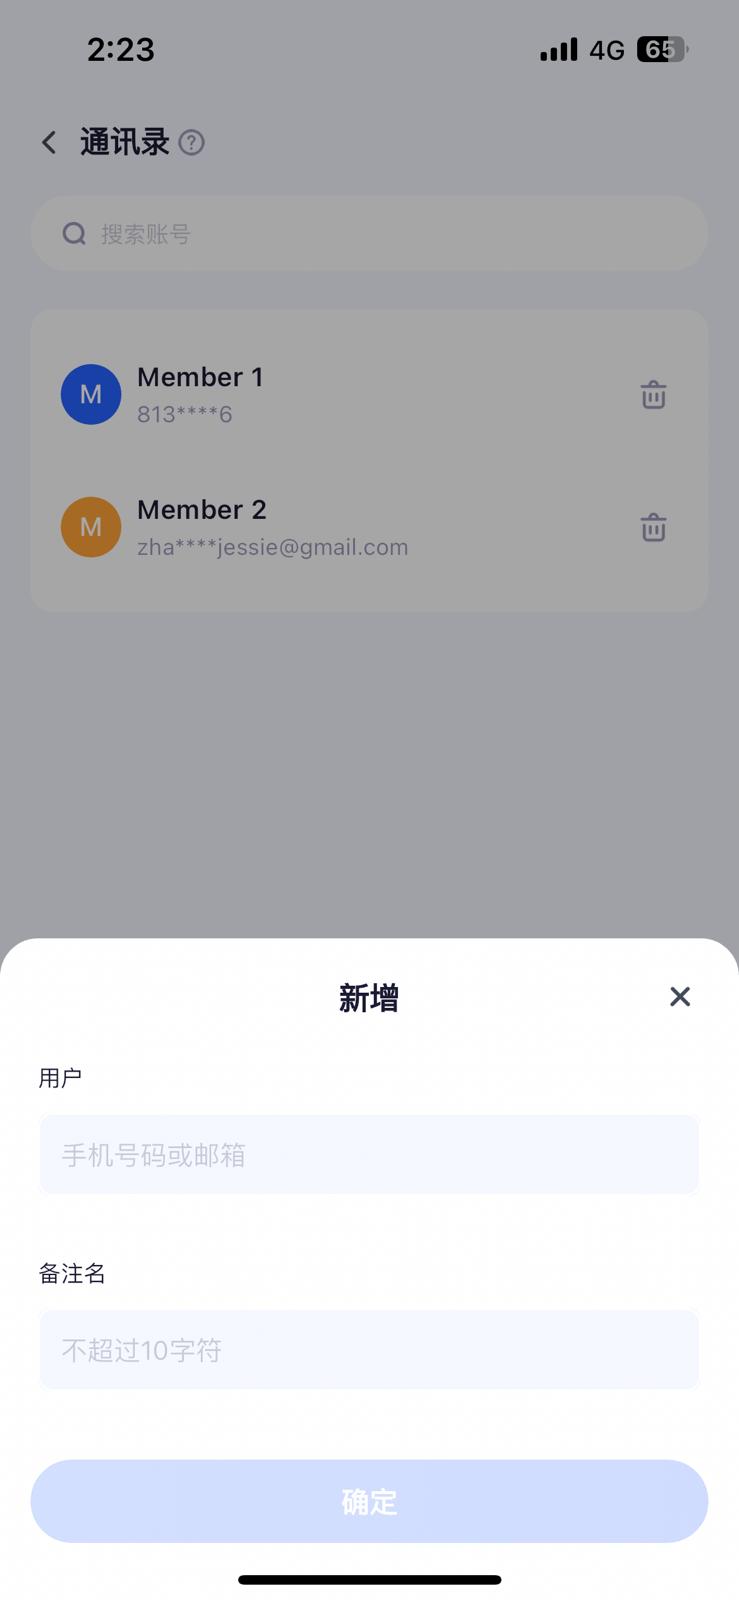 2:23
4G 65
通讯录 ?
搜索账号
M
Member 1
813****6
M
Member 2
zha****jessie@gmail.com
新增
用户
手机号码或邮箱
备注名
不超过10字符
确定